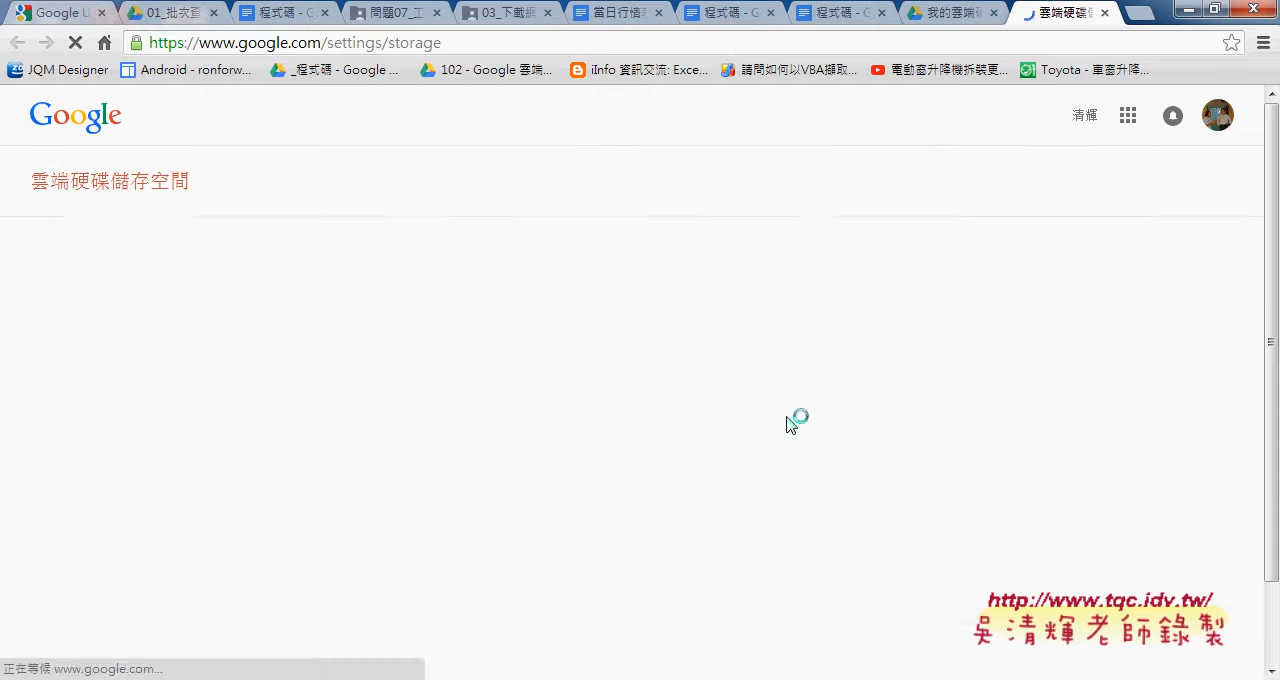 Google U
01_批次查
程式碼 - G
問題07_工
03_下載網
當日行情表
程式碼 - G
程式碼 - G
我的雲端硬
雲端硬碟儲
https://www.google.com/settings/storage
JQM Designer
Android - ronforw...
_程式碼 - Google ...
102 - Google 雲端...
iInfo 資訊交流: Exce...
請問如何以VBA擷取...
電動窗升降機拆裝更...
Toyota - 車窗升降...
Google
清輝
雲端硬碟儲存空間
http://www.tqc.idv.tw/
吳清輝老師錄製
正在等候 www.google.com...